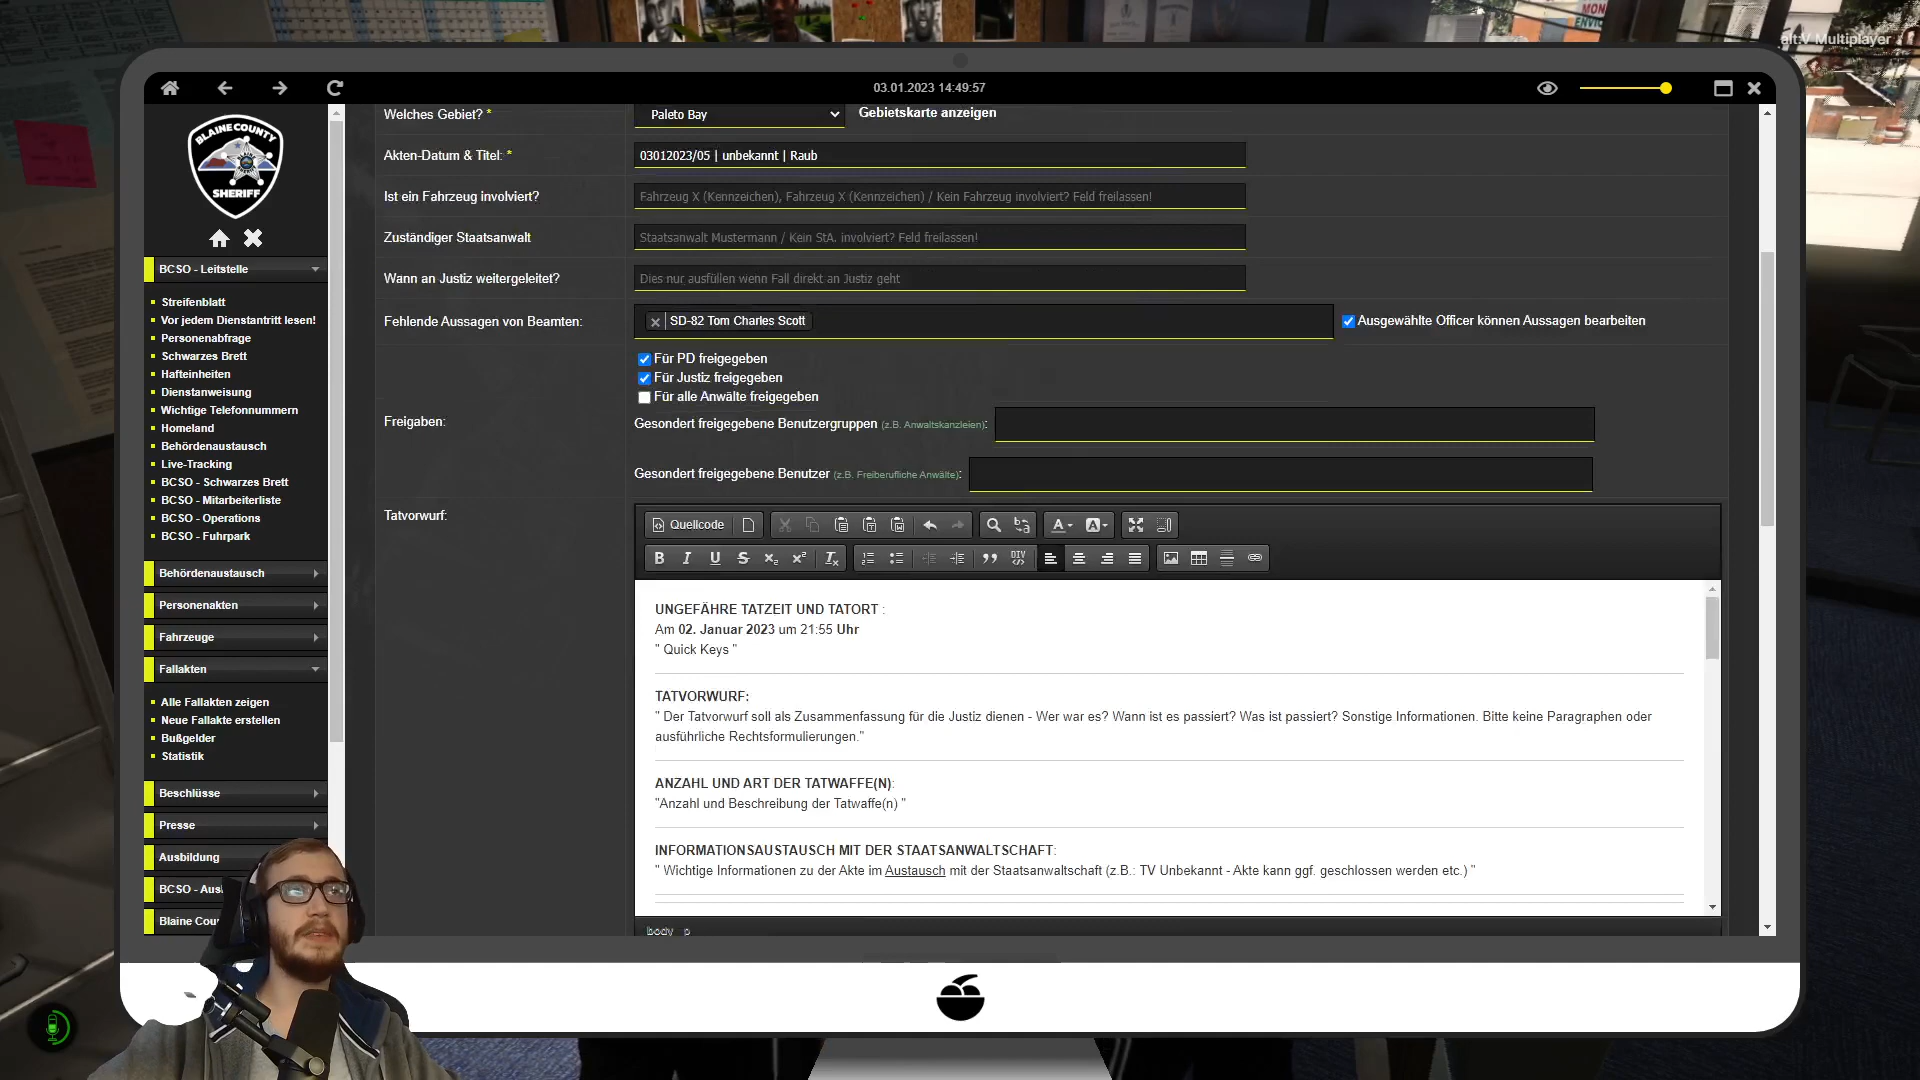 MON
ENVIO
alt:V Multiplayer
03.01.2023 14:49:57
BLAINE COUNTY
SHERIFF
BCSO - Leitstelle
Streifenblatt
Vor jedem Dienstantritt lesen!
Personenabfrage
Schwarzes Brett
Hafteinheiten
Dienstanweisung
Wichtige Telefonnummern
Homeland
Behördenaustausch
Live-Tracking
BCSO - Schwarzes Brett
BCSO - Mitarbeiterliste
BCSO - Operations
BCSO - Fuhrpark
Behördenaustausch
Personenakten
Fahrzeuge
Fallakten
Alle Fallakten zeigen
Neue Fallakte erstellen
Bußgelder
Statistik
Beschlüsse
Presse
Ausbildung
BCSO - Aus
Blaine Cou
Welches Gebiet? * Paleto Bay Gebietskarte anzeigen
Akten-Datum & Titel: * 03012023/05 | unbekannt | Raub
Ist ein Fahrzeug involviert? Fahrzeug X (Kennzeichen), Fahrzeug X (Kennzeichen) / Kein Fahrzeug involviert? Feld freilassen!
Zuständiger Staatsanwalt Staatsanwalt Mustermann / Kein StA. involviert? Feld freilassen!
Wann an Justiz weitergeleitet? Dies nur ausfüllen wenn Fall direkt an Justiz geht
Fehlende Aussagen von Beamten: SD-82 Tom Charles Scott Ausgewählte Officer können Aussagen bearbeiten
Für PD freigegeben
Für Justiz freigegeben
Für alle Anwälte freigegeben
Freigaben: Gesondert freigegebene Benutzergruppen (z.B. Anwaltskanzleien):
Gesondert freigegebene Benutzer (z.B. Freiberufliche Anwälte):
Tatvorwurf:
Quellcode
UNGEFÄHRE TATZEIT UND TATORT :
Am 02. Januar 2023 um 21:55 Uhr
" Quick Keys "
TATVORWURF:
" Der Tatvorwurf soll als Zusammenfassung für die Justiz dienen - Wer war es? Wann ist es passiert? Was ist passiert? Sonstige Informationen. Bitte keine Paragraphen oder
ausführliche Rechtsformulierungen."
ANZAHL UND ART DER TATWAFFE(N):
"Anzahl und Beschreibung der Tatwaffe(n) "
INFORMATIONSAUSTAUSCH MIT DER STAATSANWALTSCHAFT:
" Wichtige Informationen zu der Akte im Austausch mit der Staatsanwaltschaft (z.B.: TV Unbekannt - Akte kann ggf. geschlossen werden etc.) "
body p